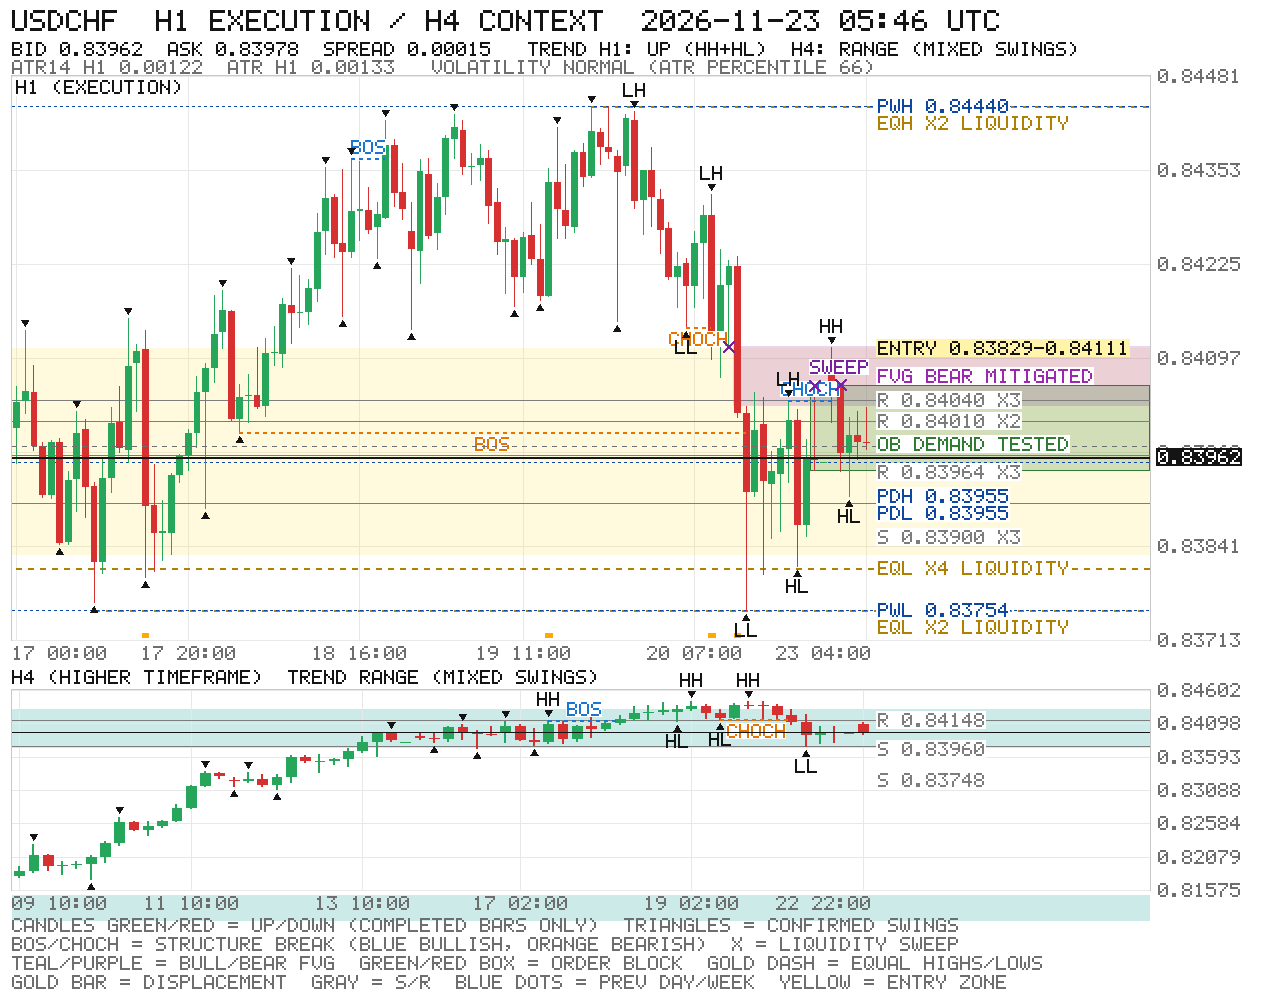 USDCHF  H1 EXECUTION / H4 CONTEXT  2026-11-23 05:46 UTC
BID 0.83962  ASK 0.83978  SPREAD 0.00015  TREND H1: UP (HH+HL)  H4: RANGE (MIXED SWINGS)
ATR14 H1 0.00122  ATR H1 0.00133  VOLATILITY NORMAL (ATR PERCENTILE 66)
H1 (EXECUTION)
0.84481
LH
PWH 0.84440
EQH X2 LIQUIDITY
BOS
0.84353
LH
0.84225
HH
CHOCH
LL
ENTRY 0.83829-0.84111
0.84097
SWEEP
FVG BEAR MITIGATED
LH
CHOCH
R 0.84040 X3
R 0.84010 X2
BOS
OB DEMAND TESTED
0.83962
R 0.83964 X3
PDH 0.83955
PDL 0.83955
HL
S 0.83900 X3
0.83841
EQL X4 LIQUIDITY
HL
PWL 0.83754
EQL X2 LIQUIDITY
LL
0.83713
17 00:00  17 20:00  18 16:00  19 11:00  20 07:00  23 04:00
H4 (HIGHER TIMEFRAME)  TREND RANGE (MIXED SWINGS)
HH HH
0.84602
HH
BOS
R 0.84148
0.84098
CHOCH
HL HL
S 0.83960
0.83593
LL
S 0.83748
0.83088
0.82584
0.82079
0.81575
09 10:00  11 10:00  13 10:00  17 02:00  19 02:00  22 22:00
CANDLES GREEN/RED = UP/DOWN (COMPLETED BARS ONLY)  TRIANGLES = CONFIRMED SWINGS
BOS/CHOCH = STRUCTURE BREAK (BLUE BULLISH, ORANGE BEARISH)  X = LIQUIDITY SWEEP
TEAL/PURPLE = BULL/BEAR FVG  GREEN/RED BOX = ORDER BLOCK  GOLD DASH = EQUAL HIGHS/LOWS
GOLD BAR = DISPLACEMENT  GRAY = S/R  BLUE DOTS = PREV DAY/WEEK  YELLOW = ENTRY ZONE